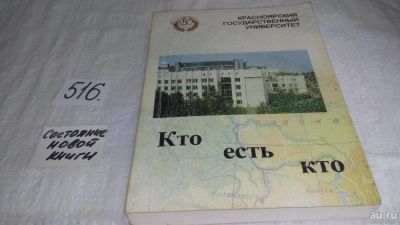 КРАСНОЯРСКИЙ
ГОСУДАРСТВЕННЫЙ
УНИВЕРСИТЕТ
516.
Состояние
новой
книги
Кто
есть
кто
au.ru